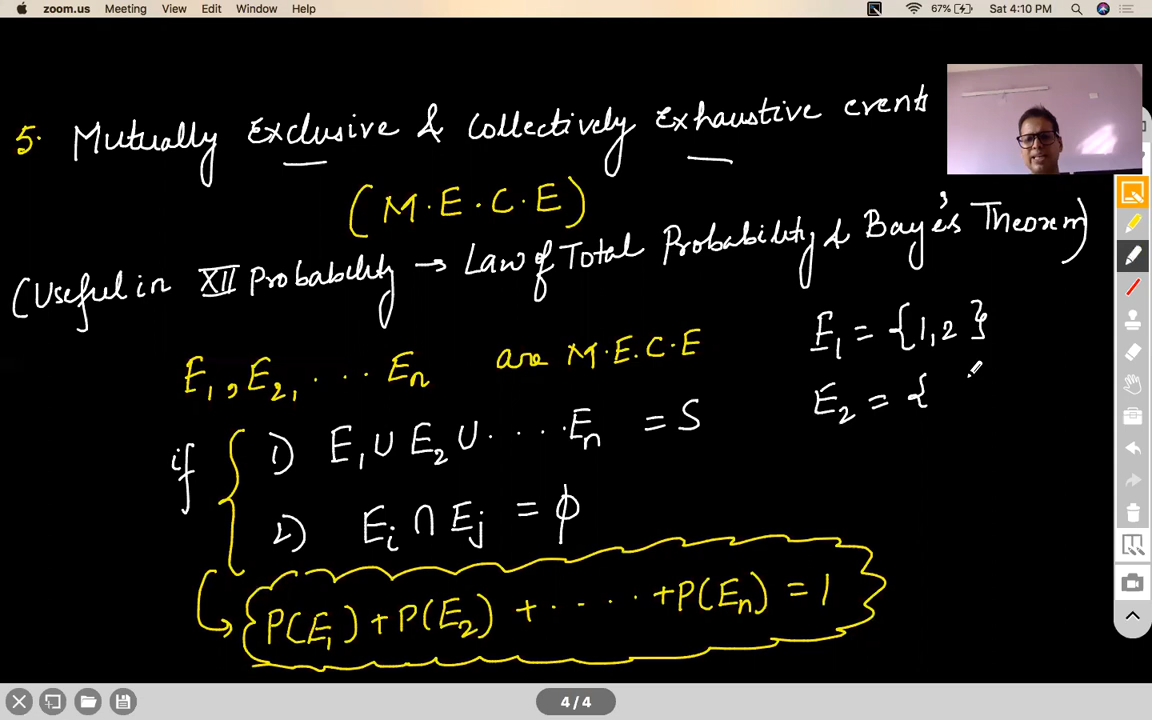 zoom.us Meeting View Edit Window Help 67% Sat 4:10 PM
5. Mutually Exclusive & Collectively Exhaustive events
(M.E.C.E)
(Useful in XII Probability → Law of Total Probability & Baye's Theorem)
E₁ = {1,2}
E₁, E₂, ... Eₙ are M.E.C.E
E₂ = {
if 1) E₁ ∪ E₂ ∪ .... Eₙ = S
2) Eᵢ ∩ Eⱼ = ϕ
P(E₁) + P(E₂) + ..... + P(Eₙ) = 1
4/4